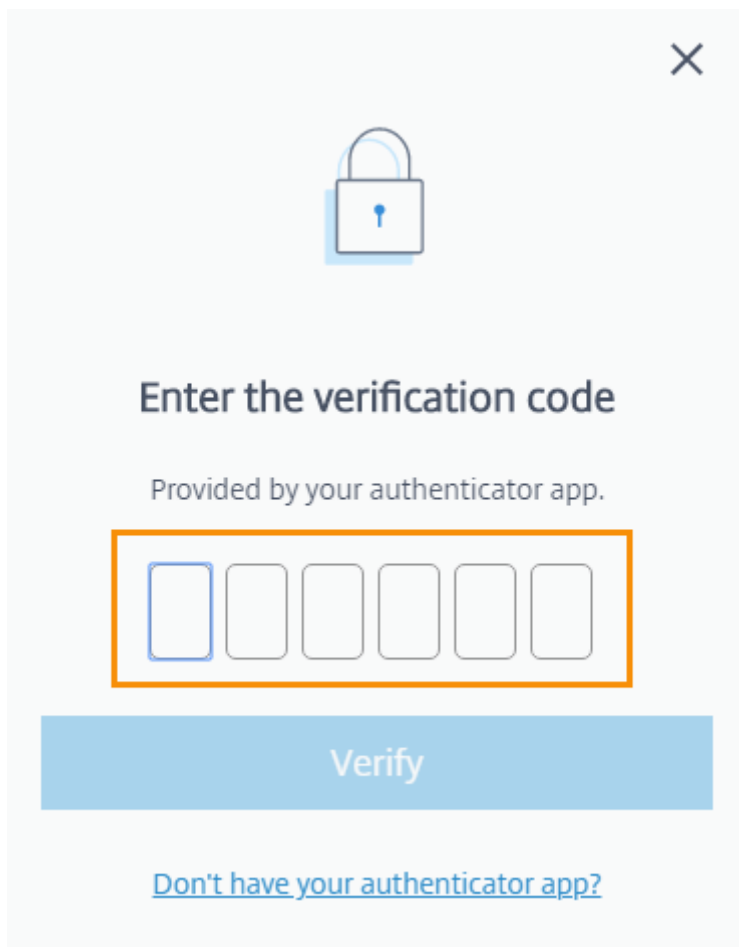 Enter the verification code
Provided by your authenticator app.
Verify
Don't have your authenticator app?